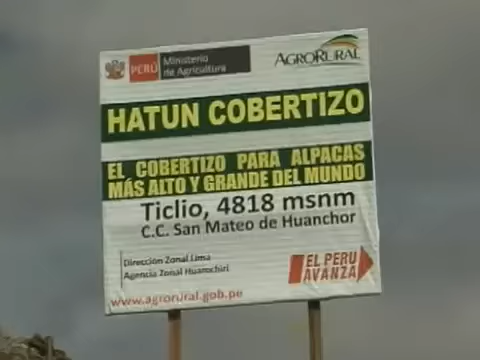 PERÚ
Ministerio
de Agricultura
AGRORURAL
HATUN COBERTIZO
EL COBERTIZO PARA ALPACAS
MÁS ALTO Y GRANDE DEL MUNDO
Ticlio, 4818 msnm
C.C. San Mateo de Huanchor
Dirección Zonal Lima
Agencia Zonal Huarochirí
EL PERU
AVANZA
www.agrorural.gob.pe